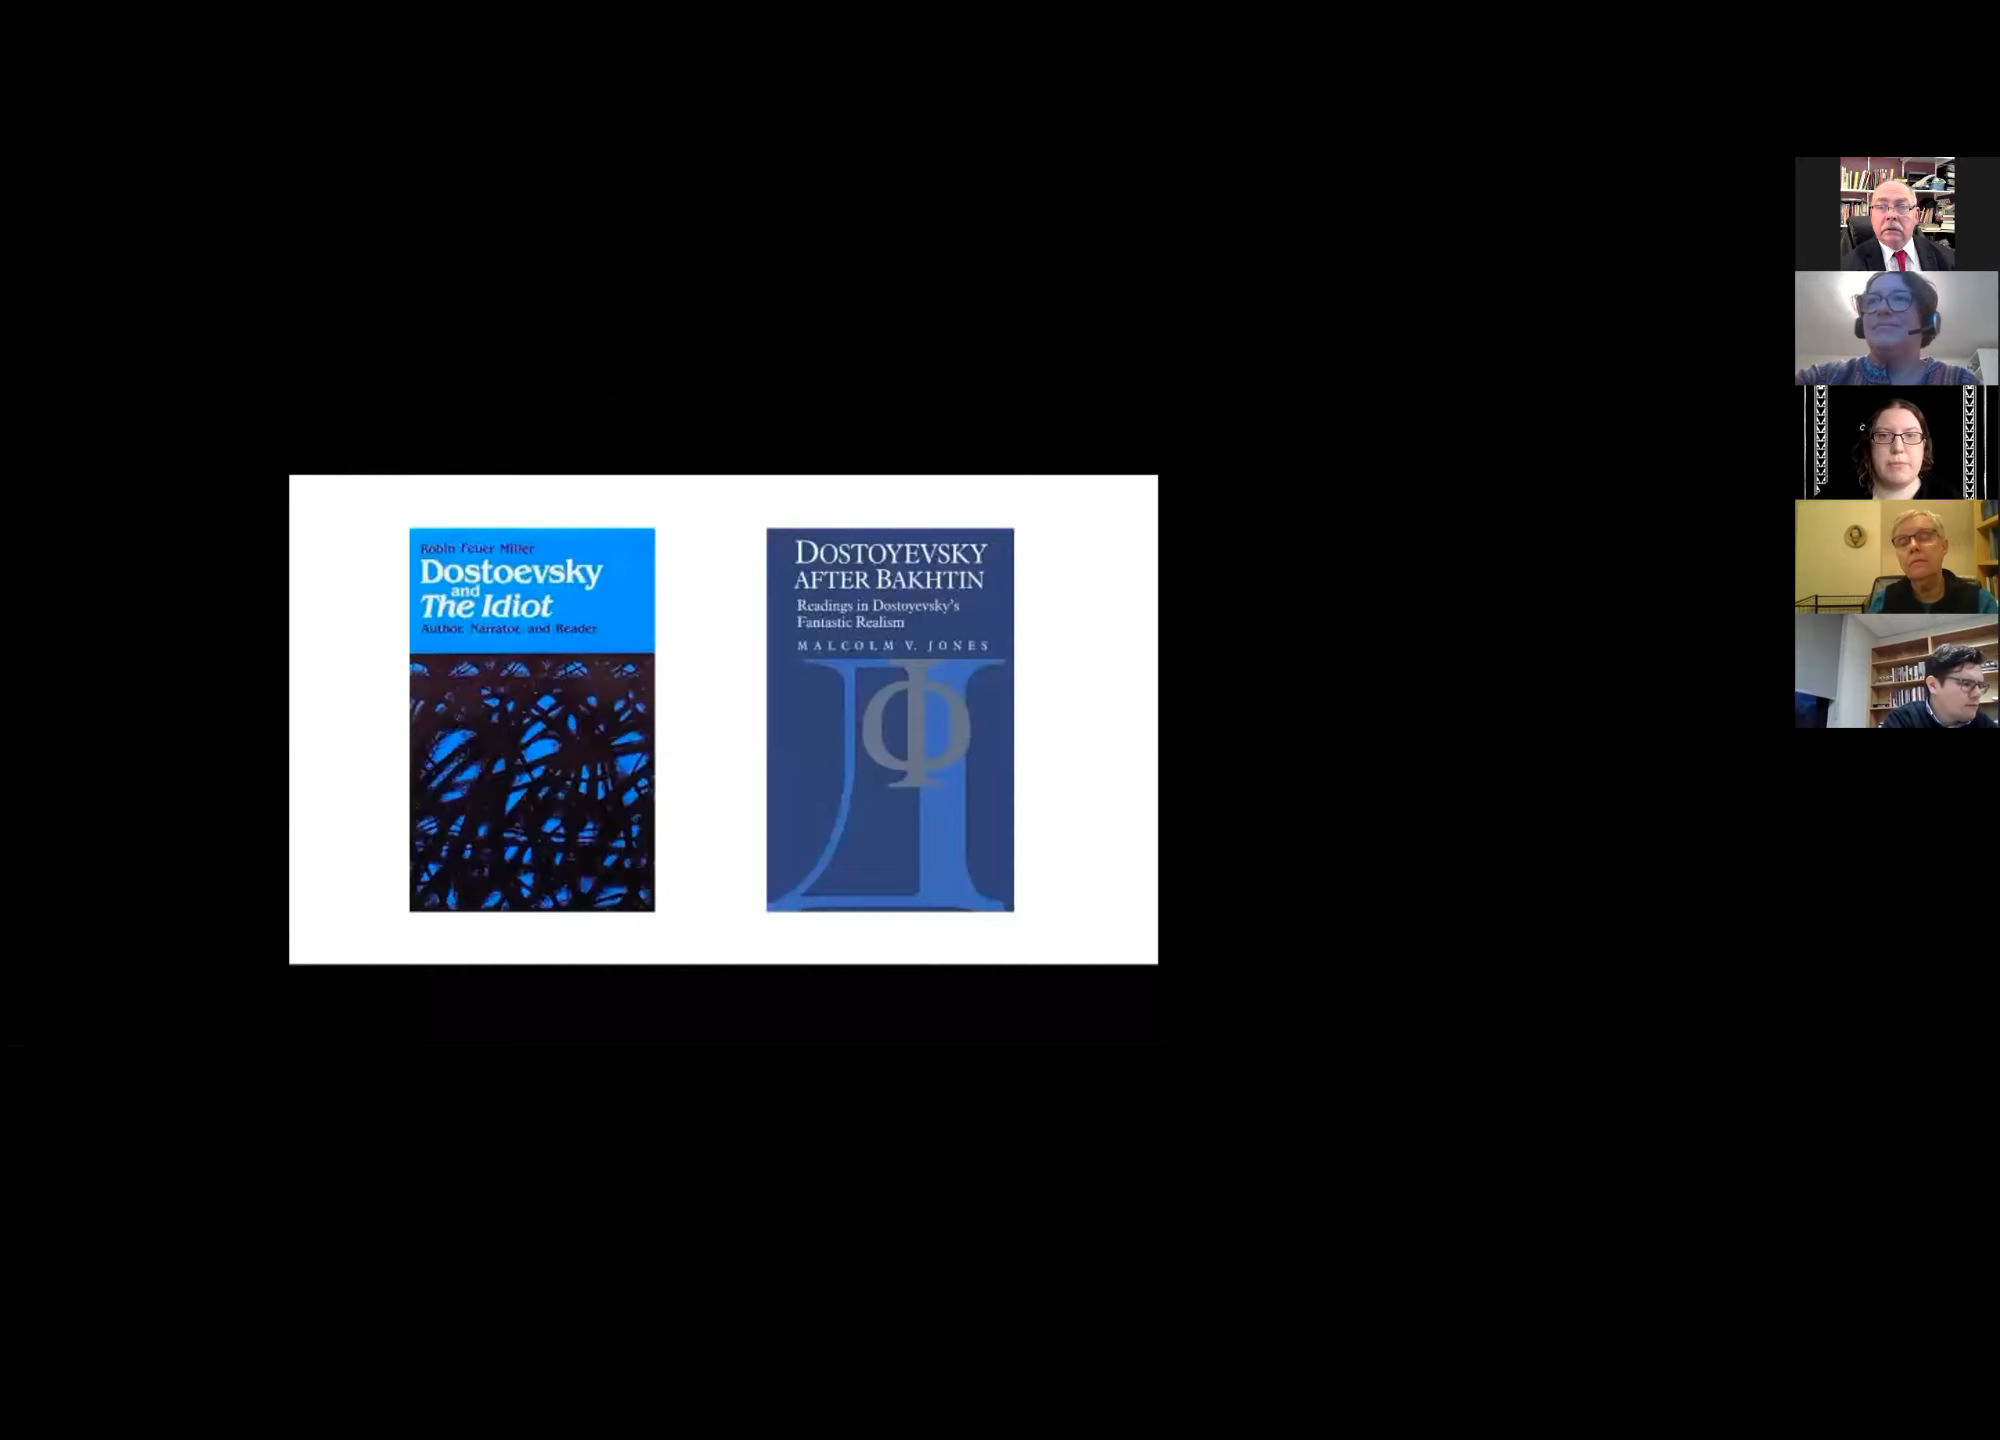 Robin Feuer Miller
Dostoevsky
and
The Idiot
Author, Narrator, and Reader
DOSTOYEVSKY
AFTER BAKHTIN
Readings in Dostoyevsky's
Fantastic Realism
MALCOLM V. JONES
Ф
Д